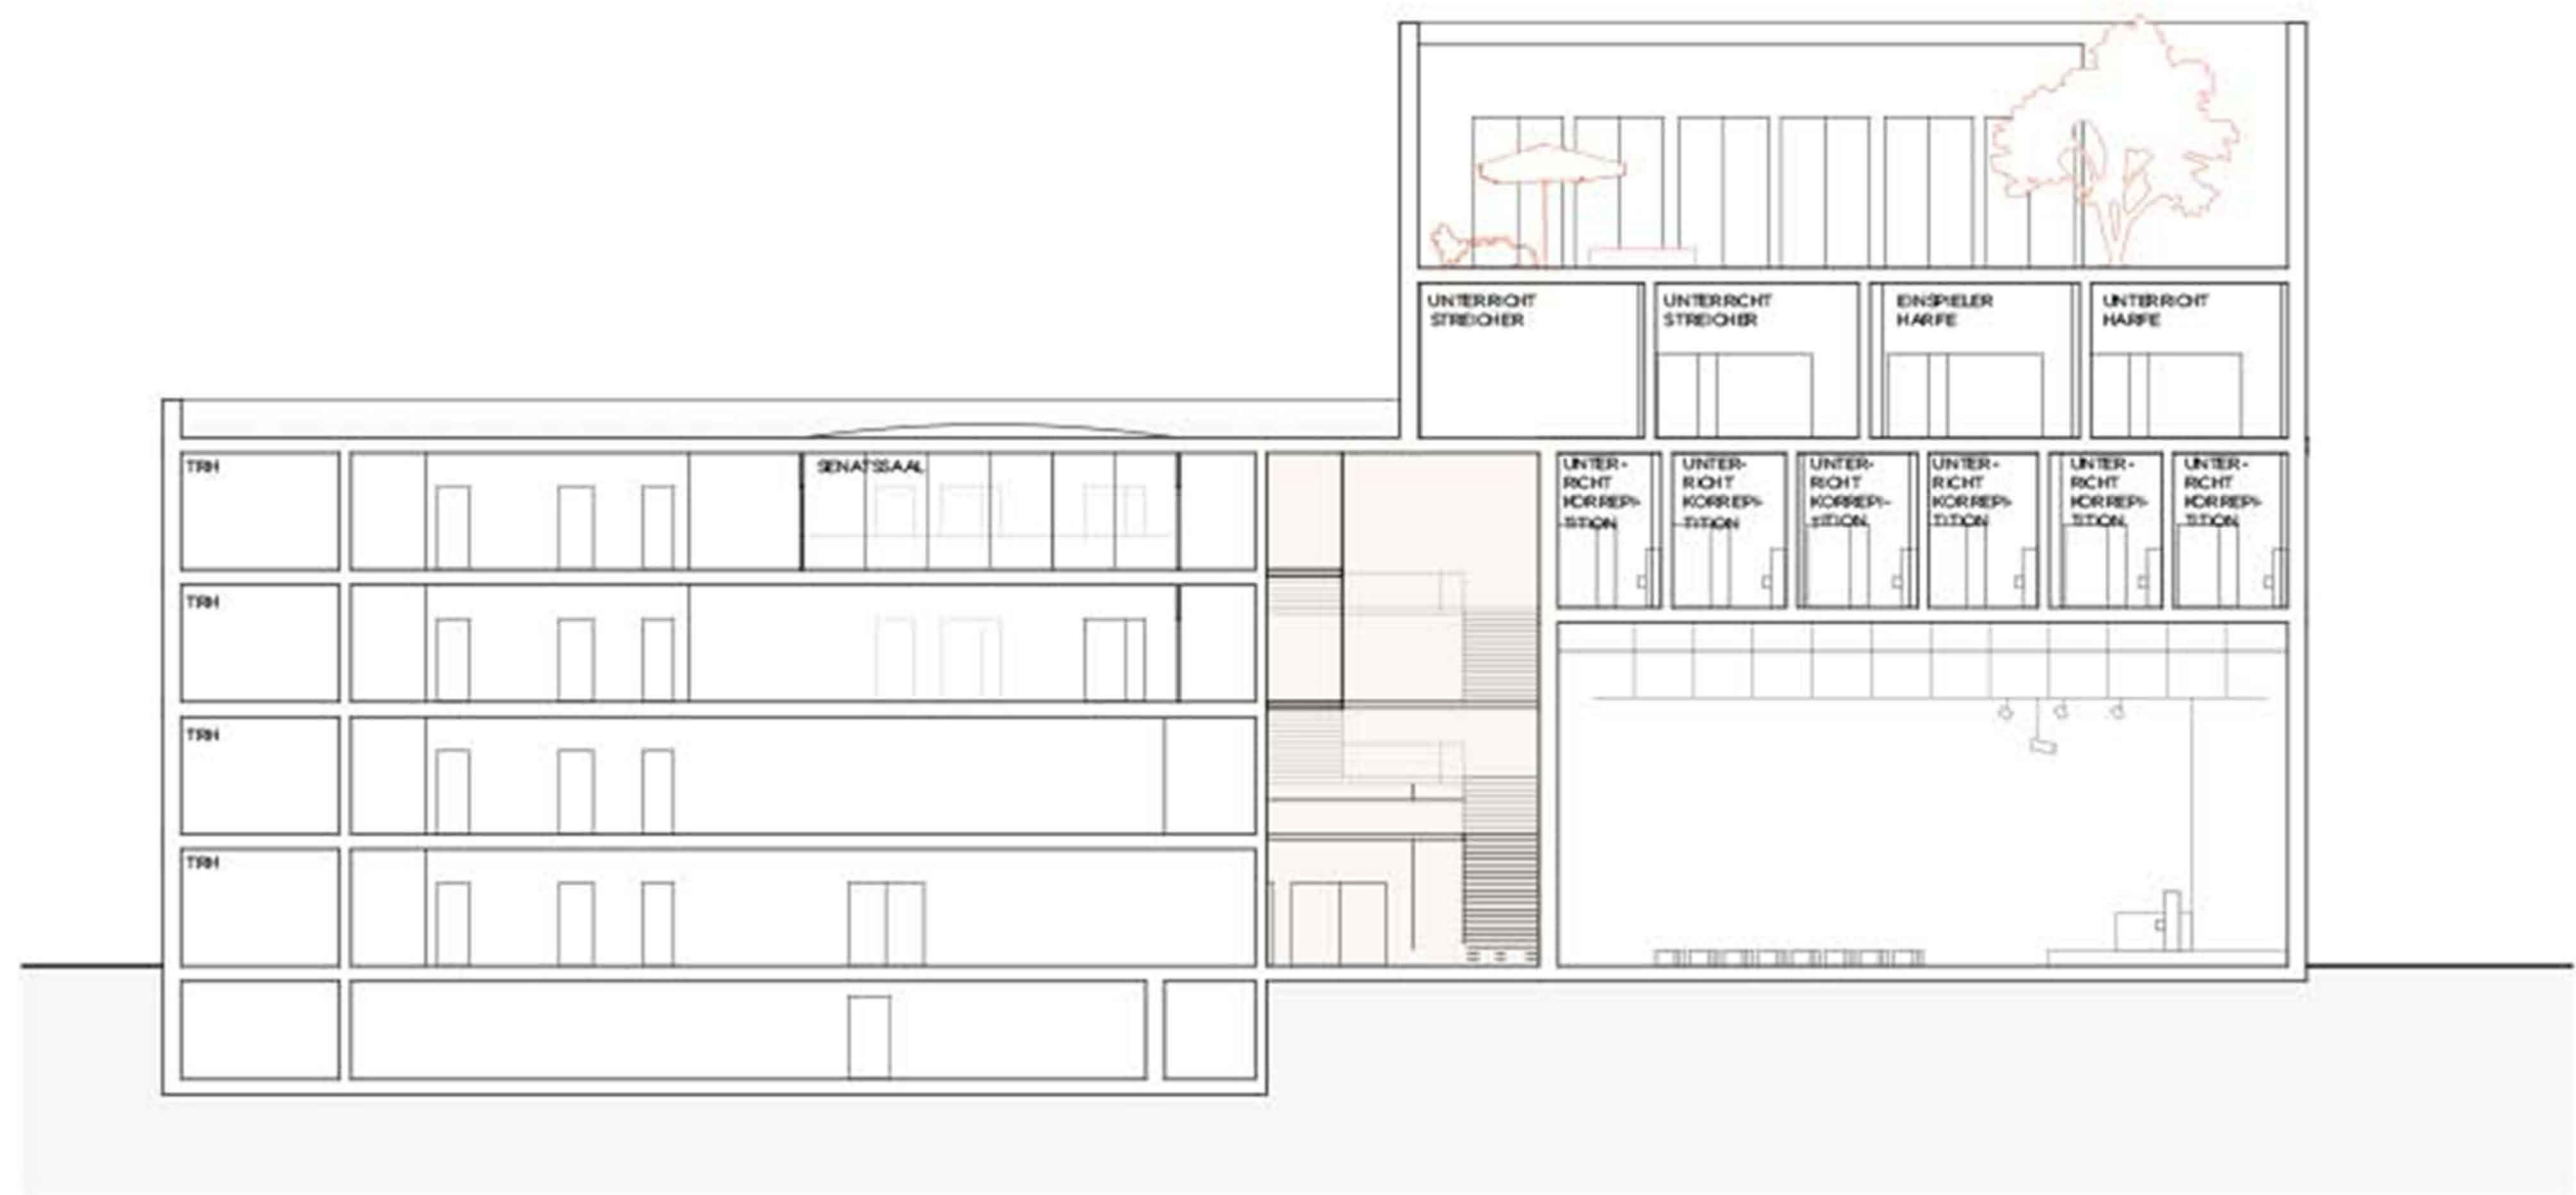 UNTERRICHT
STREICHER
UNTERRICHT
STREICHER
EINSPIELER
HARFE
UNTERRICHT
HARFE
TRH
SENATSSAAL
UNTER-
RICHT
KORREPI-
TITION
UNTER-
RICHT
KORREPI-
TITION
UNTER-
RICHT
KORREPI-
TITION
UNTER-
RICHT
KORREPI-
TITION
UNTER-
RICHT
KORREPI-
TITION
UNTER-
RICHT
KORREPI-
TITION
TRH
TRH
TRH